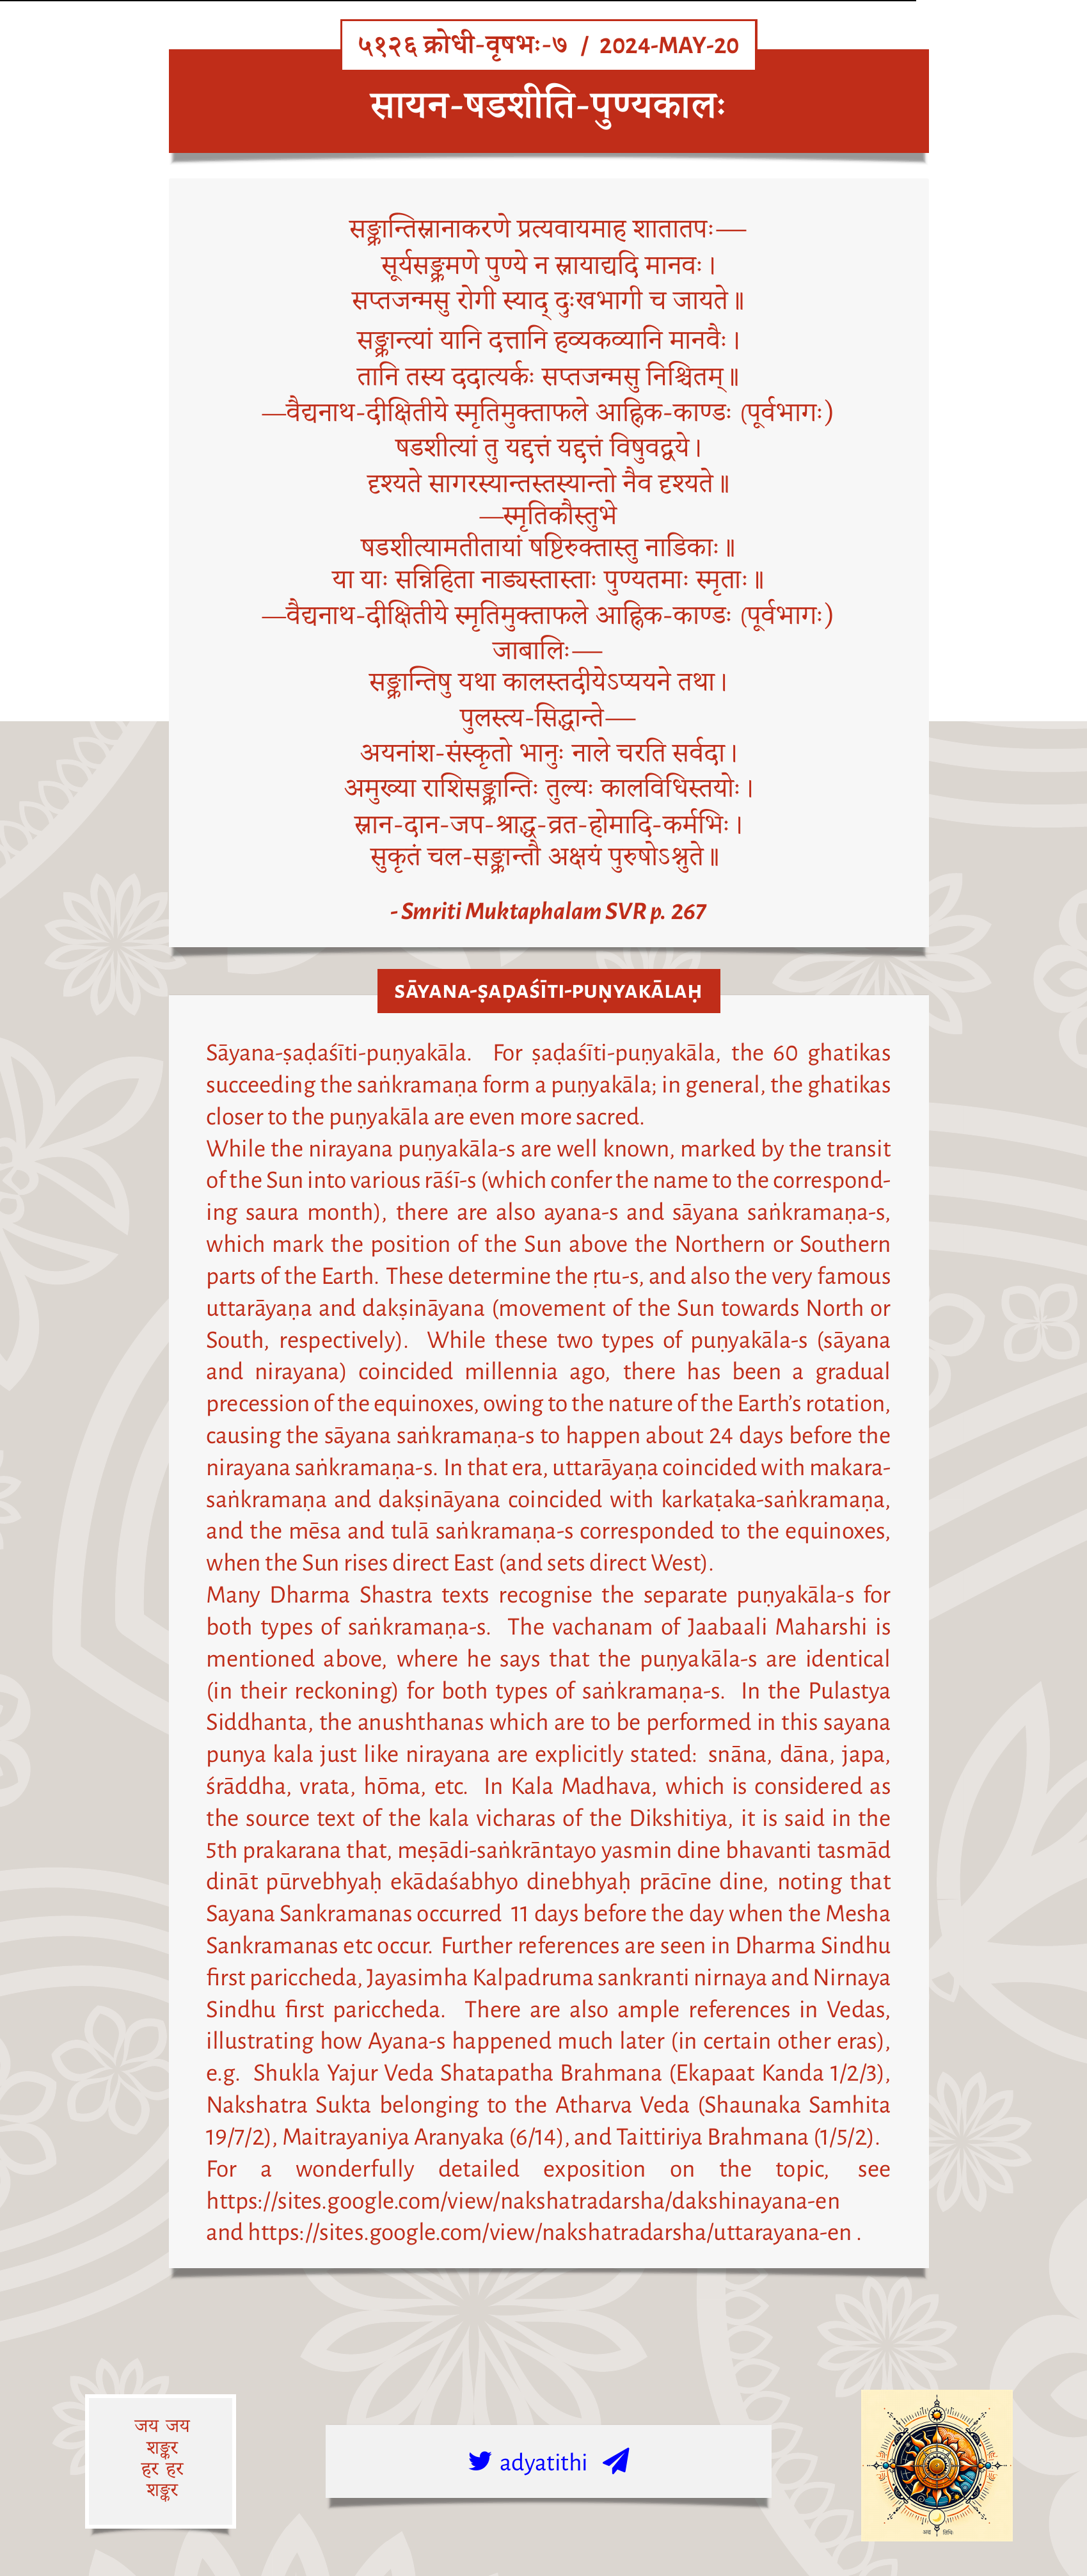 ५१२६ क्रोधी-वृषभः-७ / 2024-MAY-20
सायन-षडशीति-पुण्यकालः
सङ्क्रान्तिस्नानाकरणे प्रत्यवायमाह शातातपः—
सूर्यसङ्क्रमणे पुण्ये न स्नायाद्यदि मानवः।
सप्तजन्मसु रोगी स्याद् दुःखभागी च जायते॥
सङ्क्रान्त्यां यानि दत्तानि हव्यकव्यानि मानवैः।
तानि तस्य ददात्यर्कः सप्तजन्मसु निश्चितम्॥
—वैद्यनाथ-दीक्षितीये स्मृतिमुक्ताफले आह्निक-काण्डः (पूर्वभागः)
षडशीत्यां तु यद्दत्तं यद्दत्तं विषुवद्वये।
दृश्यते सागरस्यान्तस्तस्यान्तो नैव दृश्यते॥
—स्मृतिकौस्तुभे
षडशीत्यामतीतायां षष्टिरुक्तास्तु नाडिकाः॥
या याः सन्निहिता नाड्यस्तास्ताः पुण्यतमाः स्मृताः॥
—वैद्यनाथ-दीक्षितीये स्मृतिमुक्ताफले आह्निक-काण्डः (पूर्वभागः)
जाबालिः—
सङ्क्रान्तिषु यथा कालस्तदीयेऽप्ययने तथा।
पुलस्त्य-सिद्धान्ते—
अयनांश-संस्कृतो भानुः नाले चरति सर्वदा।
अमुख्या राशिसङ्क्रान्तिः तुल्यः कालविधिस्तयोः।
स्नान-दान-जप-श्राद्ध-व्रत-होमादि-कर्मभिः।
सुकृतं चल-सङ्क्रान्तौ अक्षयं पुरुषोऽश्नुते॥
- Smriti Muktaphalam SVR p. 267
SĀYANA-ṢAḌAŚĪTI-PUṆYAKĀLAḤ
Sāyana-ṣaḍaśīti-puṇyakāla. For ṣaḍaśīti-puṇyakāla, the 60 ghatikas
succeeding the saṅkramaṇa form a puṇyakāla; in general, the ghatikas
closer to the puṇyakāla are even more sacred.
While the nirayana puṇyakāla-s are well known, marked by the transit
of the Sun into various rāśī-s (which confer the name to the correspond-
ing saura month), there are also ayana-s and sāyana saṅkramaṇa-s,
which mark the position of the Sun above the Northern or Southern
parts of the Earth. These determine the ṛtu-s, and also the very famous
uttarāyaṇa and dakṣināyana (movement of the Sun towards North or
South, respectively). While these two types of puṇyakāla-s (sāyana
and nirayana) coincided millennia ago, there has been a gradual
precession of the equinoxes, owing to the nature of the Earth’s rotation,
causing the sāyana saṅkramaṇa-s to happen about 24 days before the
nirayana saṅkramaṇa-s. In that era, uttarāyaṇa coincided with makara-
saṅkramaṇa and dakṣināyana coincided with karkaṭaka-saṅkramaṇa,
and the mēsa and tulā saṅkramaṇa-s corresponded to the equinoxes,
when the Sun rises direct East (and sets direct West).
Many Dharma Shastra texts recognise the separate puṇyakāla-s for
both types of saṅkramaṇa-s. The vachanam of Jaabaali Maharshi is
mentioned above, where he says that the puṇyakāla-s are identical
(in their reckoning) for both types of saṅkramaṇa-s. In the Pulastya
Siddhanta, the anushthanas which are to be performed in this sayana
punya kala just like nirayana are explicitly stated: snāna, dāna, japa,
śrāddha, vrata, hōma, etc. In Kala Madhava, which is considered as
the source text of the kala vicharas of the Dikshitiya, it is said in the
5th prakarana that, meṣādi-saṅkrāntayo yasmin dine bhavanti tasmād
dināt pūrvebhyaḥ ekādaśabhyo dinebhyaḥ prācīne dine, noting that
Sayana Sankramanas occurred 11 days before the day when the Mesha
Sankramanas etc occur. Further references are seen in Dharma Sindhu
first pariccheda, Jayasimha Kalpadruma sankranti nirnaya and Nirnaya
Sindhu first pariccheda. There are also ample references in Vedas,
illustrating how Ayana-s happened much later (in certain other eras),
e.g. Shukla Yajur Veda Shatapatha Brahmana (Ekapaat Kanda 1/2/3),
Nakshatra Sukta belonging to the Atharva Veda (Shaunaka Samhita
19/7/2), Maitrayaniya Aranyaka (6/14), and Taittiriya Brahmana (1/5/2).
For a wonderfully detailed exposition on the topic, see
https://sites.google.com/view/nakshatradarsha/dakshinayana-en
and https://sites.google.com/view/nakshatradarsha/uttarayana-en .
जय जय
शङ्कर
हर हर
शङ्कर
adyatithi